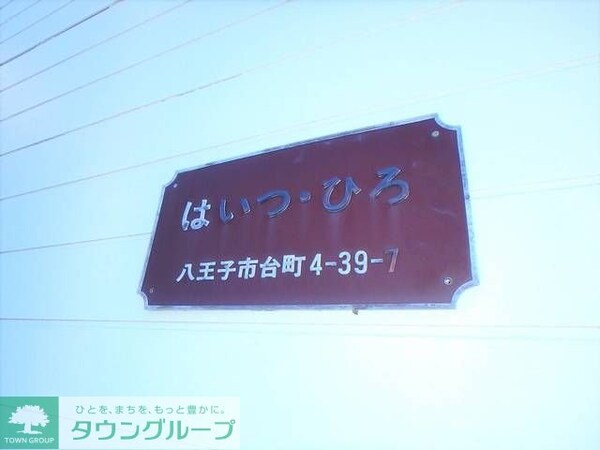 はいつ・ひろ
八王子市台町4-39-7
ひとを、まちを、もっと豊かに。
TOWN GROUP
タウングループ